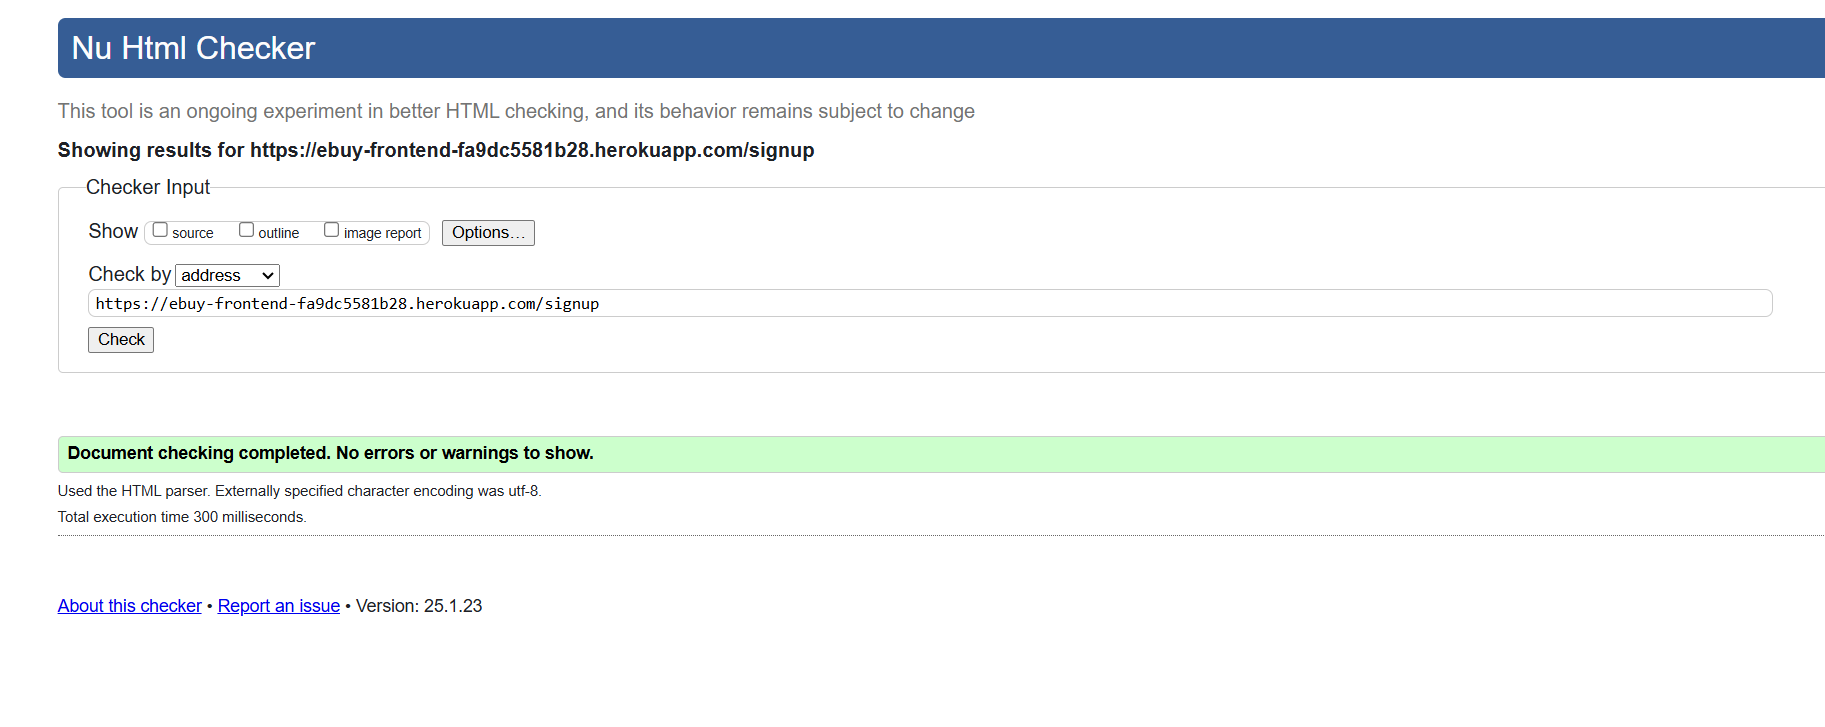 Nu Html Checker
This tool is an ongoing experiment in better HTML checking, and its behavior remains subject to change
Showing results for https://ebuy-frontend-fa9dc5581b28.herokuapp.com/signup
Checker Input
Show source outline image report Options...
Check by address
https://ebuy-frontend-fa9dc5581b28.herokuapp.com/signup
Check
Document checking completed. No errors or warnings to show.
Used the HTML parser. Externally specified character encoding was utf-8.
Total execution time 300 milliseconds.
About this checker • Report an issue • Version: 25.1.23